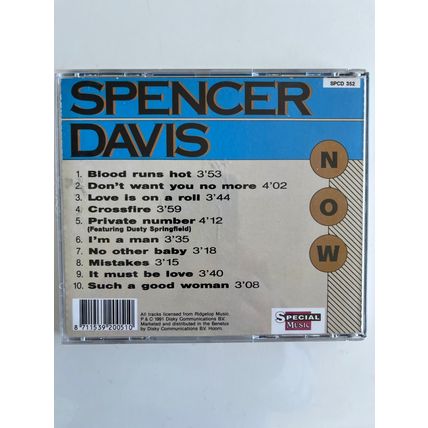 SPCD 352
SPENCER
DAVIS
NOW
1. Blood runs hot 3'53
2. Don't want you no more 4'02
3. Love is on a roll 3'44
4. Crossfire 3'59
5. Private number 4'12
(Featuring Dusty Springfield)
6. I'm a man 3'35
7. No other baby 3'18
8. Mistakes 3'15
9. It must be love 3'40
10. Such a good woman 3'08
All tracks licensed from Ridgetop Music.
P & C 1991 Disky Communications B.V.
Marketed and distributed in the Benelux
by Disky Communications B.V. Hoorn.
8 711539 200510
SPECIAL
MUSIC